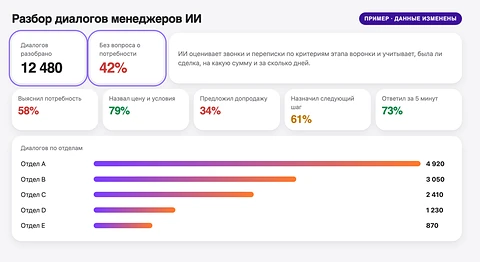 Разбор диалогов менеджеров ИИ
ПРИМЕР · ДАННЫЕ ИЗМЕНЕНЫ
Диалогов
разобрано
12 480
Без вопроса о
потребности
42%
ИИ оценивает звонки и переписки по критериям этапа воронки и учитывает, была ли
сделка, на какую сумму и за сколько дней.
Выяснил потребность
58%
Назвал цену и условия
79%
Предложил допродажу
34%
Назначил следующий
шаг
61%
Ответил за 5 минут
73%
Диалоги по отделам
Отдел A
4 920
Отдел B
3 050
Отдел C
2 410
Отдел D
1 230
Отдел E
870